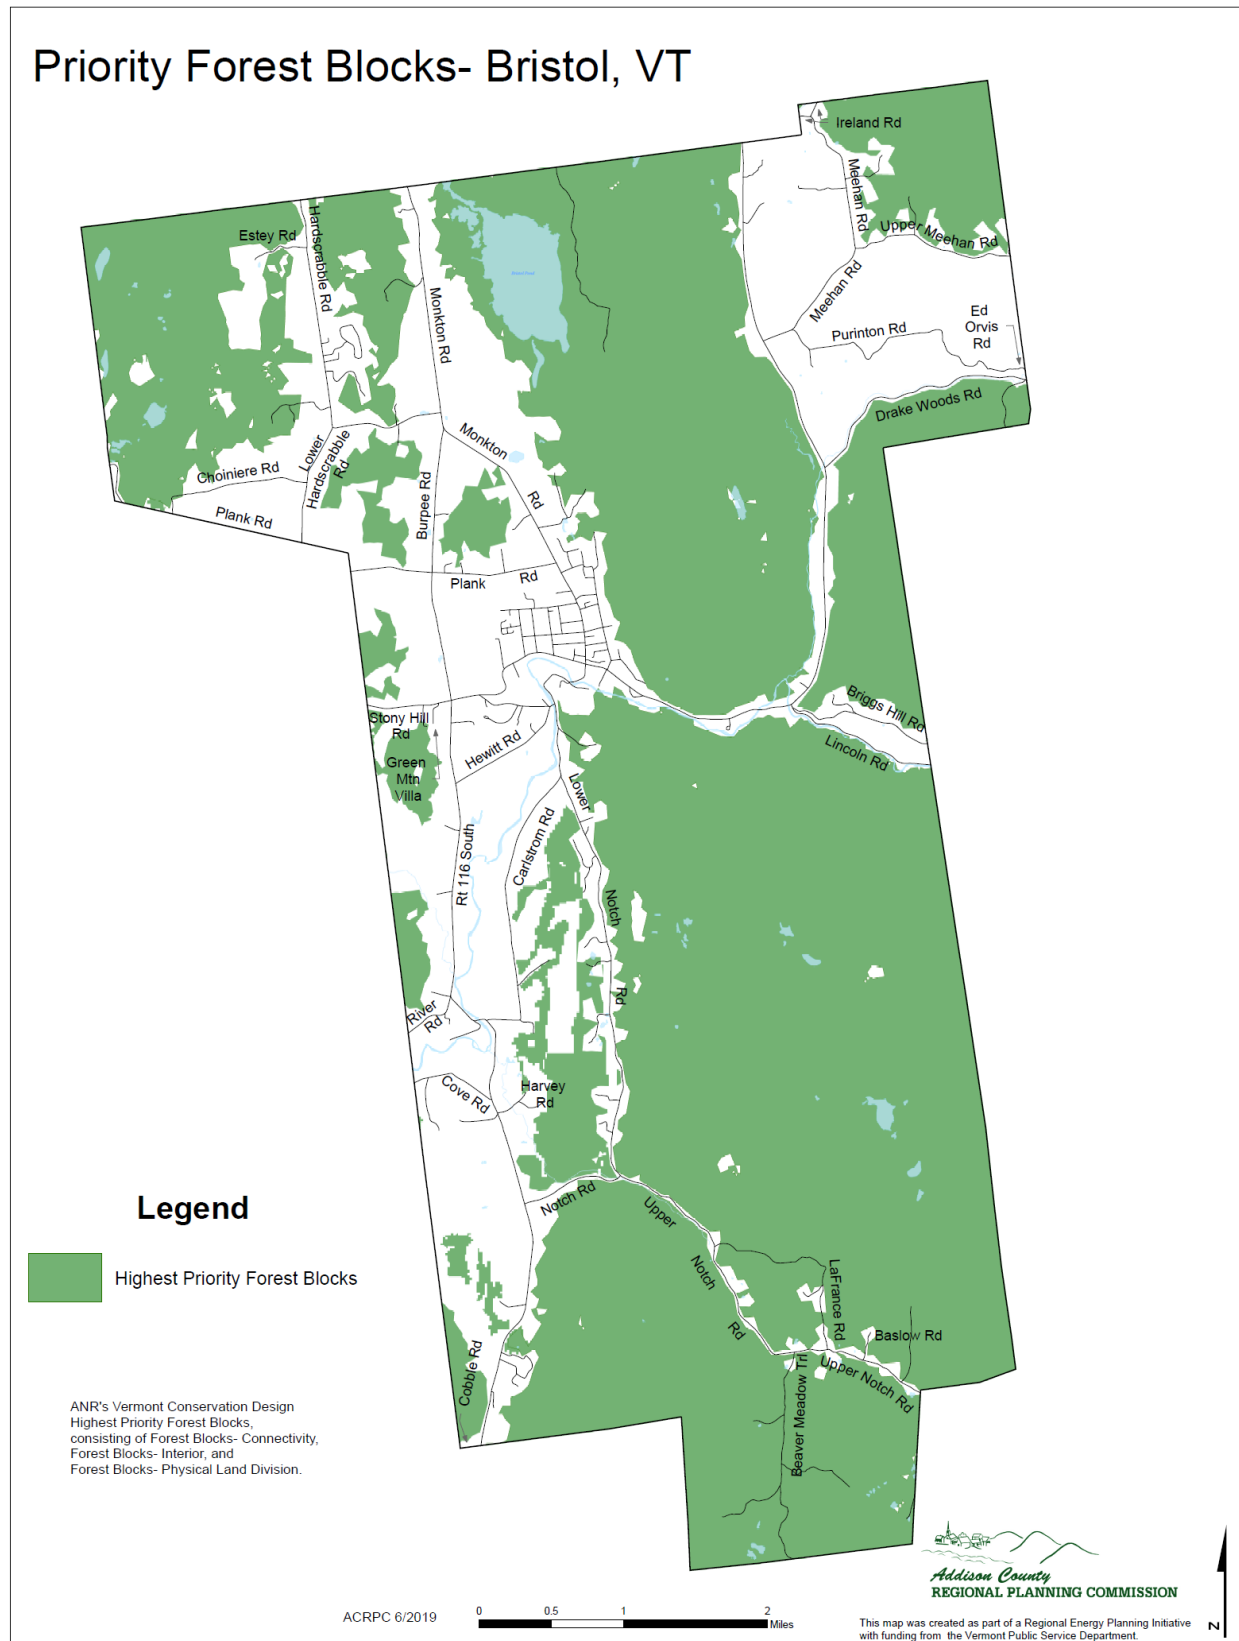 Priority Forest Blocks- Bristol, VT
Ireland Rd
Meehan Rd
Upper Meehan Rd
Estey Rd
Hardscrabble Rd
Monkton Rd
Meehan Rd
Purinton Rd
Ed
Orvis
Rd
Drake Woods Rd
Monkton
Rd
Lower
Hardscrabble
Rd
Choiniere Rd
Burpee Rd
Plank Rd
Plank
Rd
Briggs Hill Rd
Lincoln Rd
Stony Hill
Rd
Green
Mtn
Villa
Hewitt Rd
Lower
Notch
Rd
Carlstrom Rd
Rt 116 South
River
Rd
Cove Rd
Harvey
Rd
Notch Rd
Upper
Notch
Rd
LaFrance Rd
Baslow Rd
Upper Notch Rd
Beaver Meadow Trl
Cobble Rd
Legend
Highest Priority Forest Blocks
ANR's Vermont Conservation Design
Highest Priority Forest Blocks,
consisting of Forest Blocks- Connectivity,
Forest Blocks- Interior, and
Forest Blocks- Physical Land Division.
ACRPC 6/2019
0 0.5 1 2
Miles
Addison County
REGIONAL PLANNING COMMISSION
This map was created as part of a Regional Energy Planning Initiative
with funding from the Vermont Public Service Department.
N